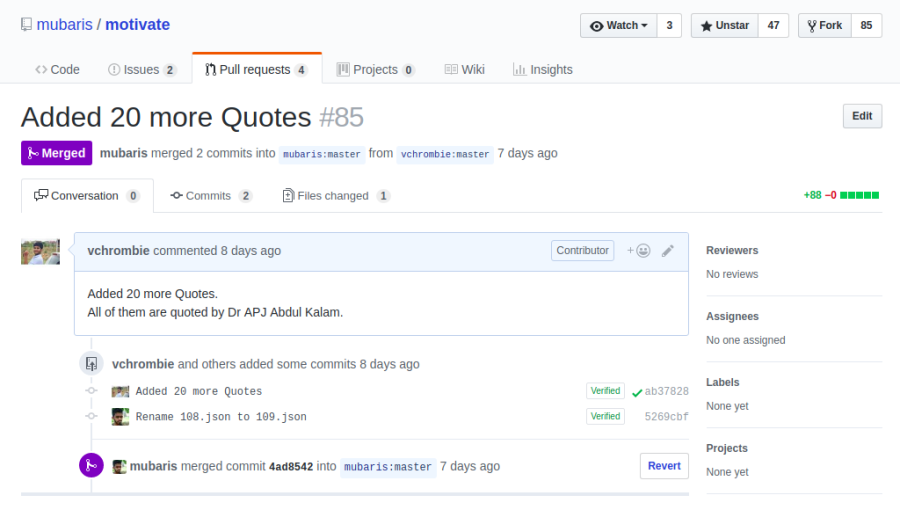 mubaris / motivate
Watch 3
Unstar 47
Fork 85
Code
Issues 2
Pull requests 4
Projects 0
Wiki
Insights
Added 20 more Quotes #85
Edit
Merged mubaris merged 2 commits into mubaris:master from vchrombie:master 7 days ago
Conversation 0
Commits 2
Files changed 1
+88 −0
vchrombie commented 8 days ago
Contributor
Added 20 more Quotes.
All of them are quoted by Dr APJ Abdul Kalam.
vchrombie and others added some commits 8 days ago
Added 20 more Quotes Verified ab37828
Rename 108.json to 109.json Verified 5269cbf
mubaris merged commit 4ad8542 into mubaris:master 7 days ago
Revert
Reviewers
No reviews
Assignees
No one assigned
Labels
None yet
Projects
None yet